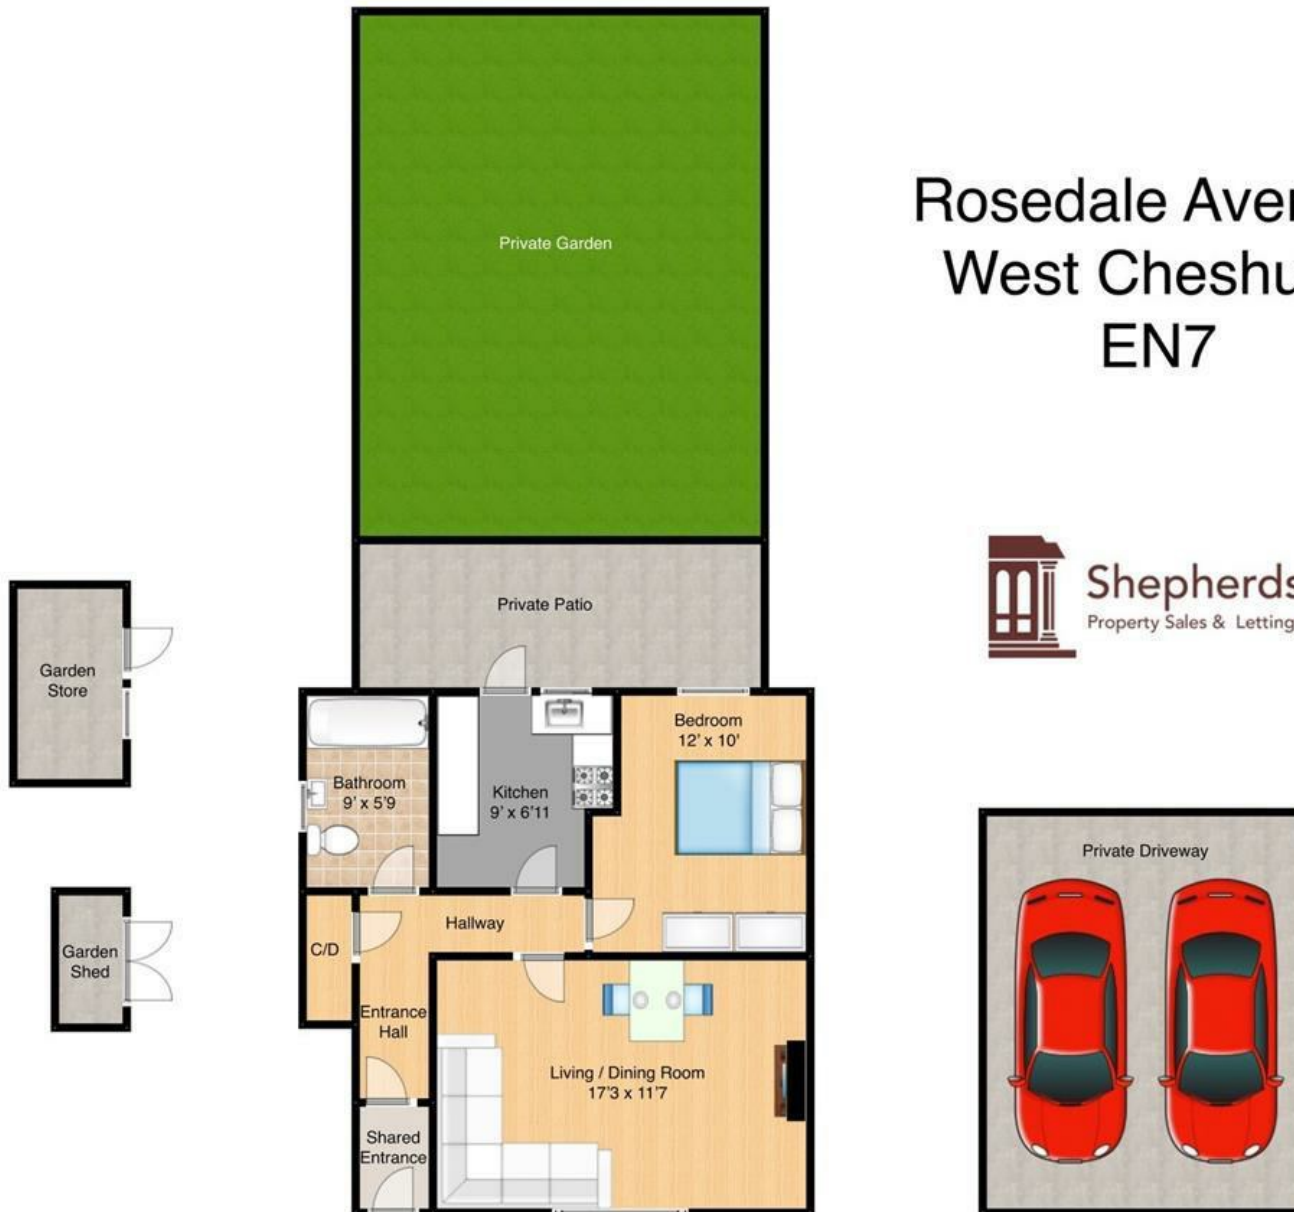 Private Garden
Rosedale Aven
West Cheshu
EN7
Shepherds
Property Sales & Letting
Private Patio
Garden
Store
Bedroom
12' x 10'
Bathroom
9' x 5'9
Kitchen
9' x 6'11
Private Driveway
Hallway
C/D
Garden
Shed
Entrance
Hall
Living / Dining Room
17'3 x 11'7
Shared
Entrance